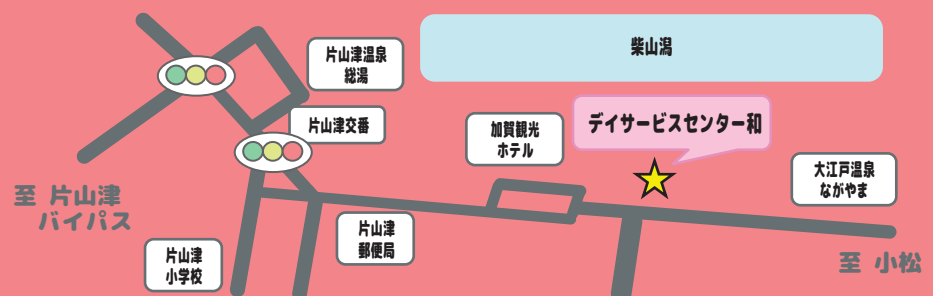 片山津温泉
総湯
柴山潟
片山津交番
加賀観光
ホテル
デイサービスセンター和
大江戸温泉
ながやま
至 片山津
バイパス
片山津
郵便局
片山津
小学校
至 小松